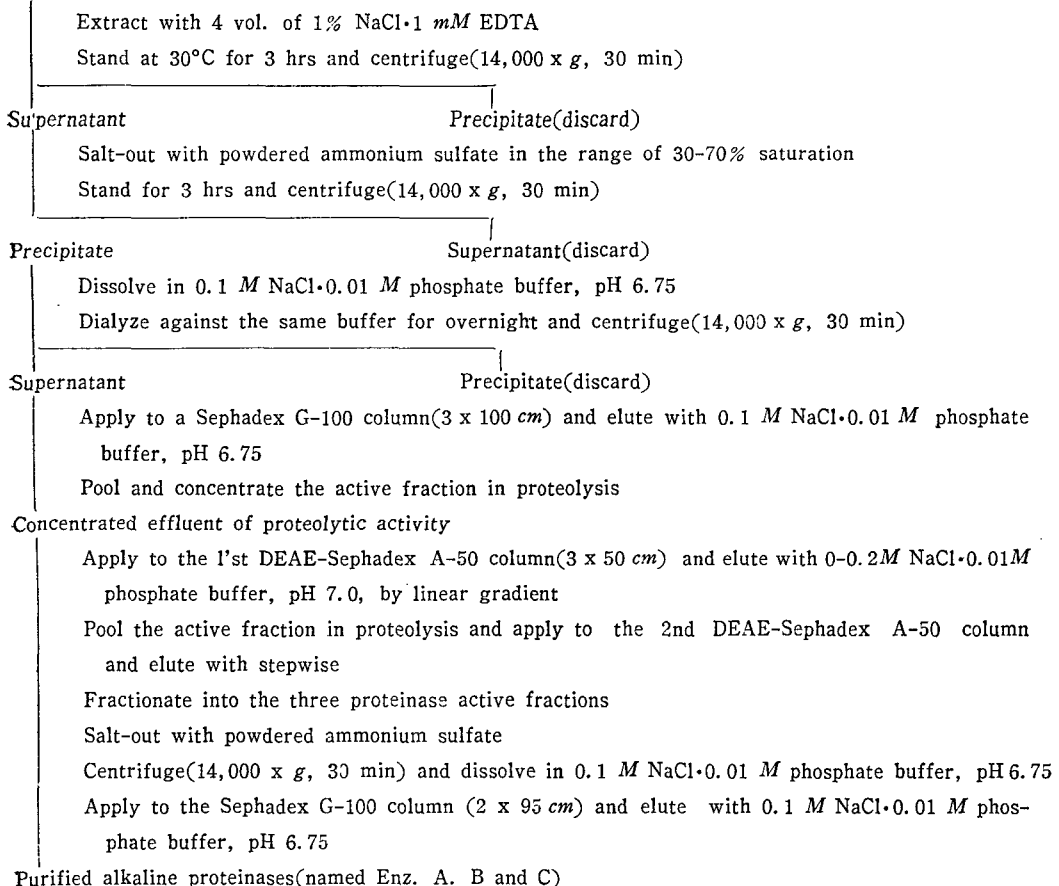 Extract with 4 vol. of 1% NaCl·1 mM EDTA
Stand at 30°C for 3 hrs and centrifuge(14,000 x g, 30 min)
Supernatant Precipitate(discard)
Salt-out with powdered ammonium sulfate in the range of 30-70% saturation
Stand for 3 hrs and centrifuge(14,000 x g, 30 min)
Precipitate Supernatant(discard)
Dissolve in 0.1 M NaCl·0.01 M phosphate buffer, pH 6.75
Dialyze against the same buffer for overnight and centrifuge(14,000 x g, 30 min)
Supernatant Precipitate(discard)
Apply to a Sephadex G-100 column(3 x 100 cm) and elute with 0.1 M NaCl·0.01 M phosphate
buffer, pH 6.75
Pool and concentrate the active fraction in proteolysis
Concentrated effluent of proteolytic activity
Apply to the 1'st DEAE-Sephadex A-50 column(3 x 50 cm) and elute with 0-0.2M NaCl·0.01M
phosphate buffer, pH 7.0, by linear gradient
Pool the active fraction in proteolysis and apply to the 2nd DEAE-Sephadex A-50 column
and elute with stepwise
Fractionate into the three proteinase active fractions
Salt-out with powdered ammonium sulfate
Centrifuge(14,000 x g, 30 min) and dissolve in 0.1 M NaCl·0.01 M phosphate buffer, pH 6.75
Apply to the Sephadex G-100 column (2 x 95 cm) and elute with 0.1 M NaCl·0.01 M phos-
phate buffer, pH 6.75
Purified alkaline proteinases(named Enz. A. B and C)